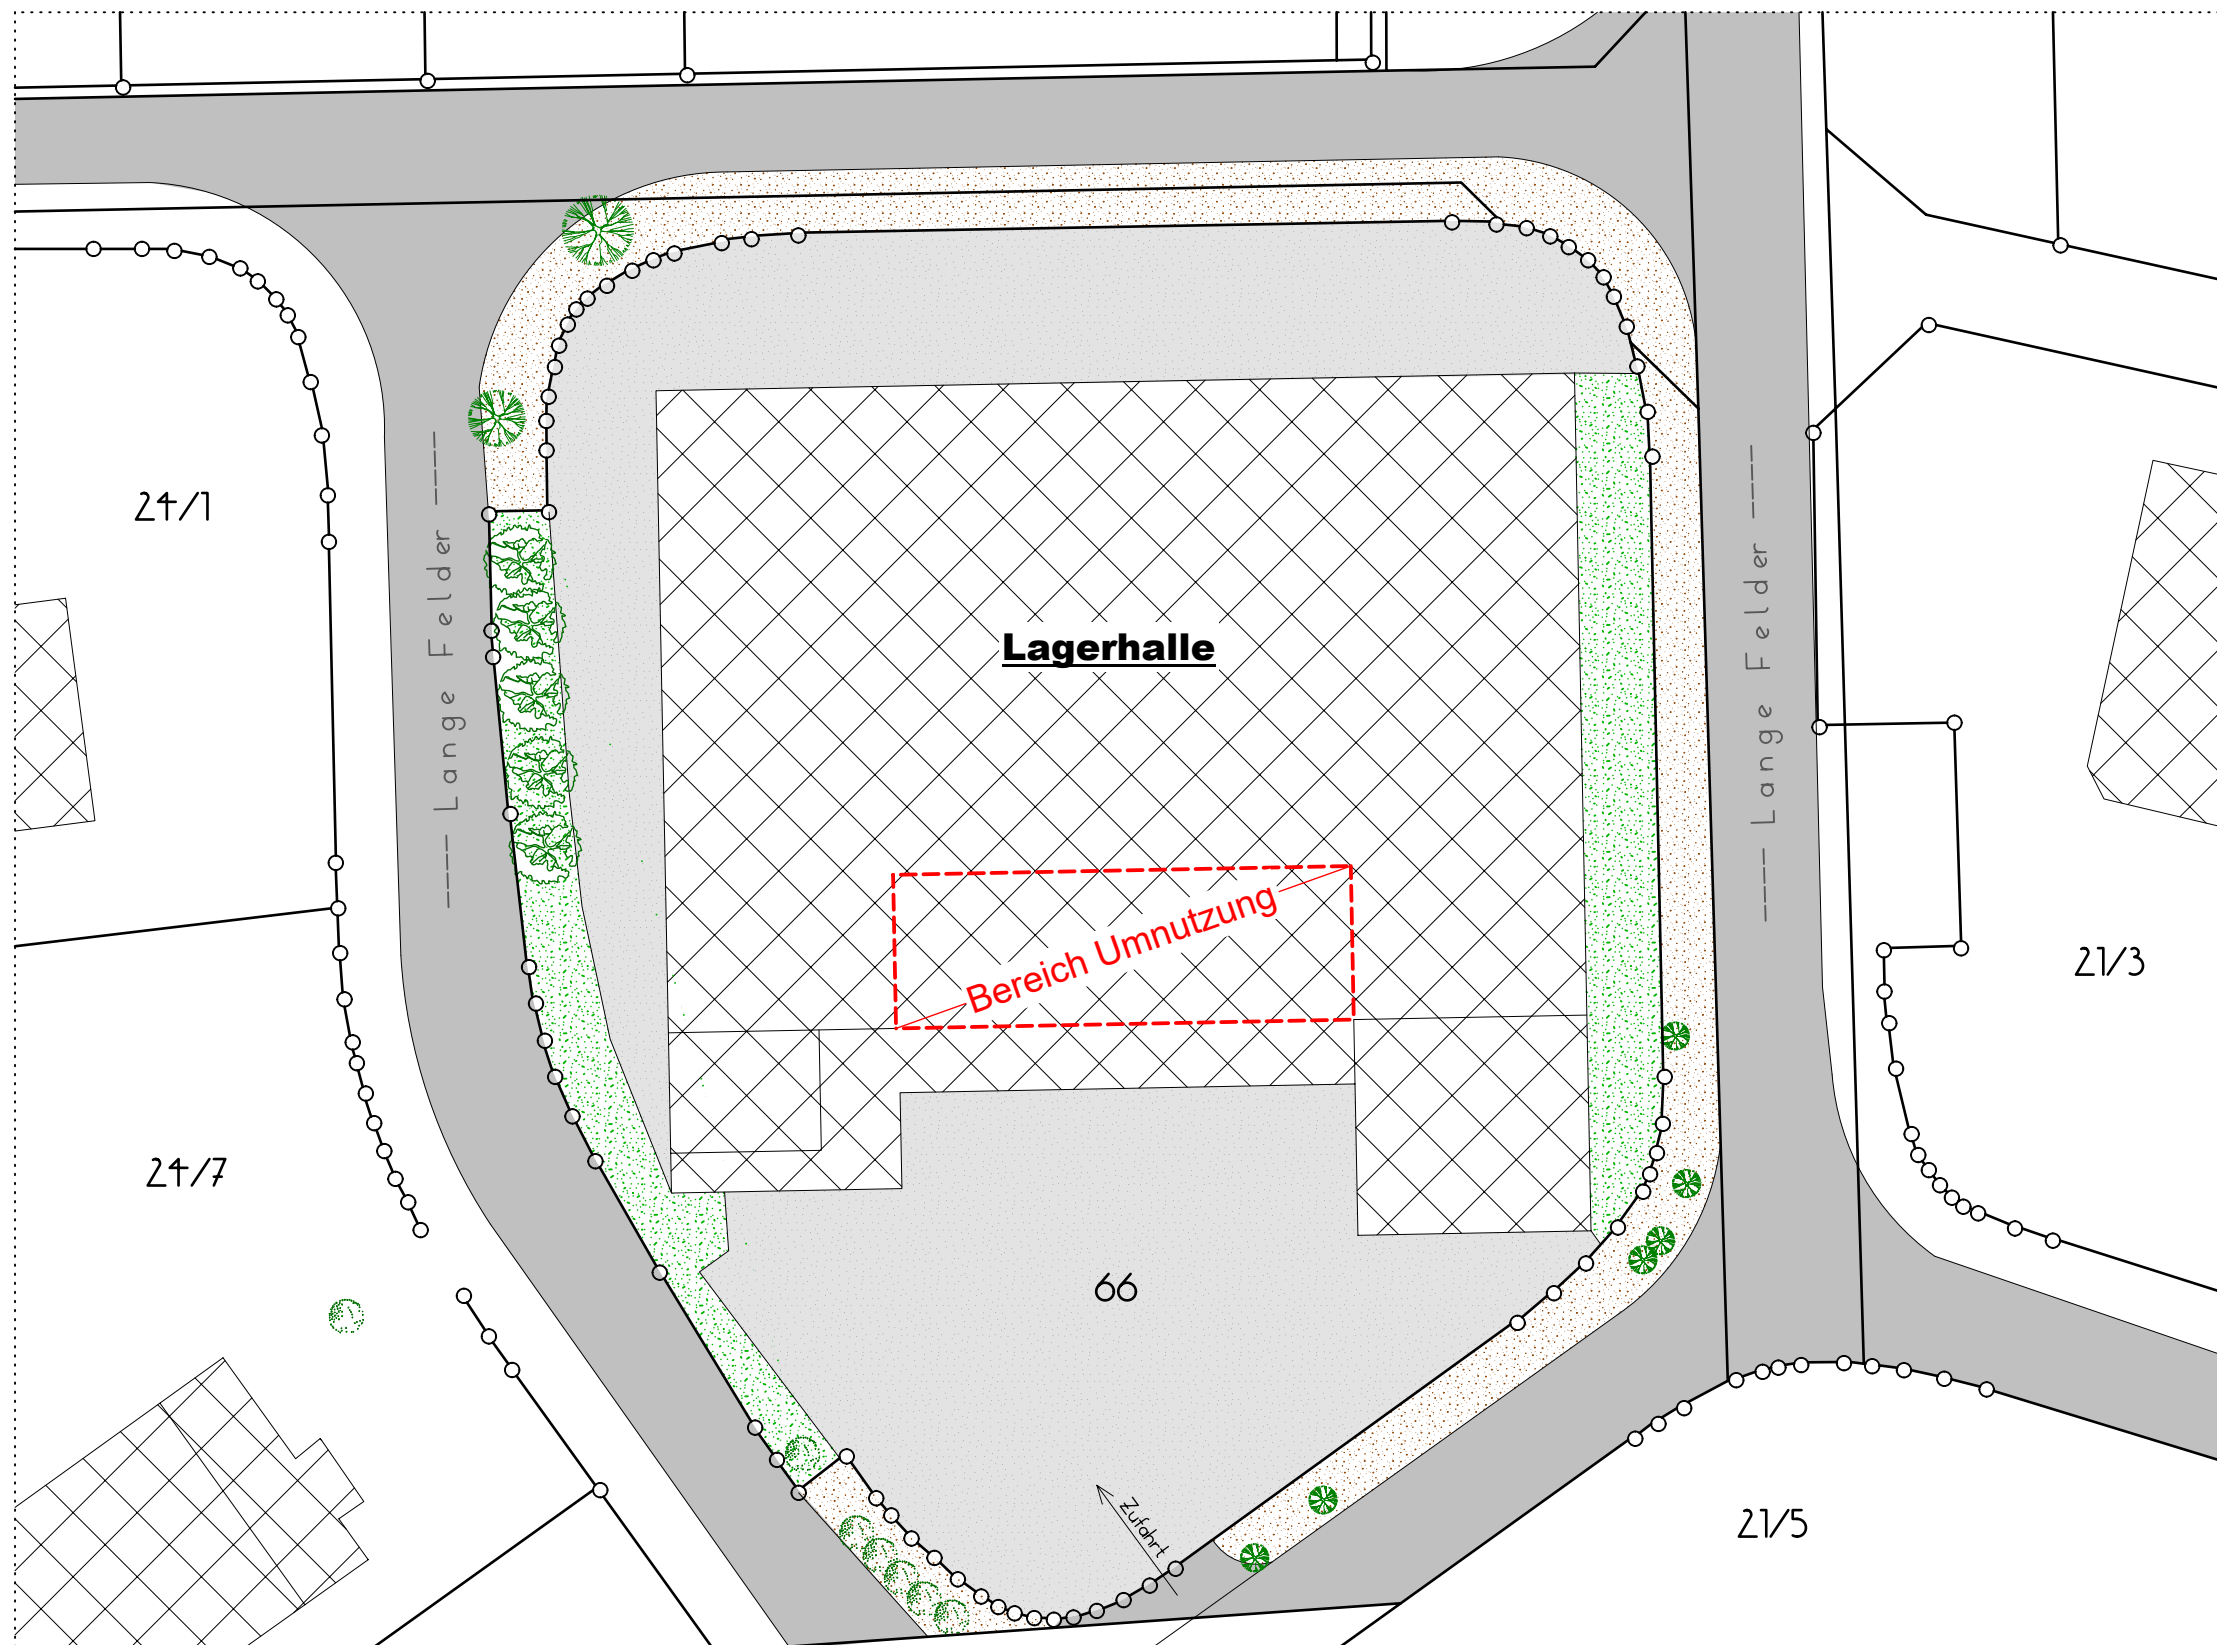 24/1
Lange Felder
Lange Felder
Lagerhalle
Bereich Umnutzung
21/3
24/7
66
Zufahrt
21/5